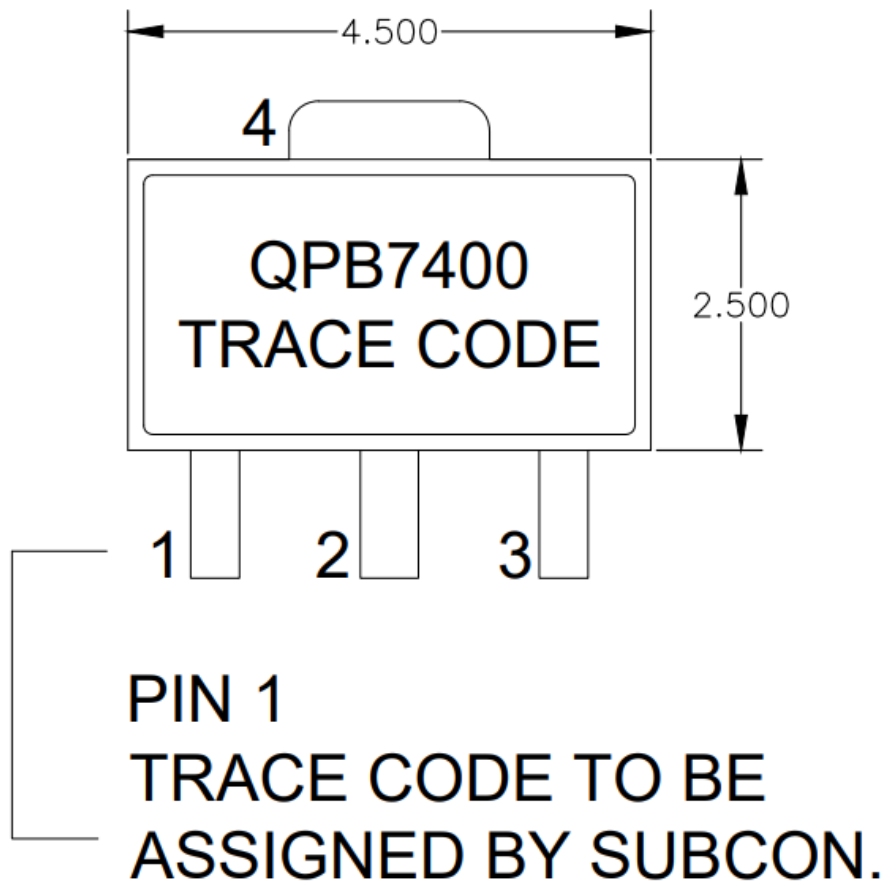 4.500
4
QPB7400
TRACE CODE
2.500
1 2 3
PIN 1
TRACE CODE TO BE
ASSIGNED BY SUBCON.